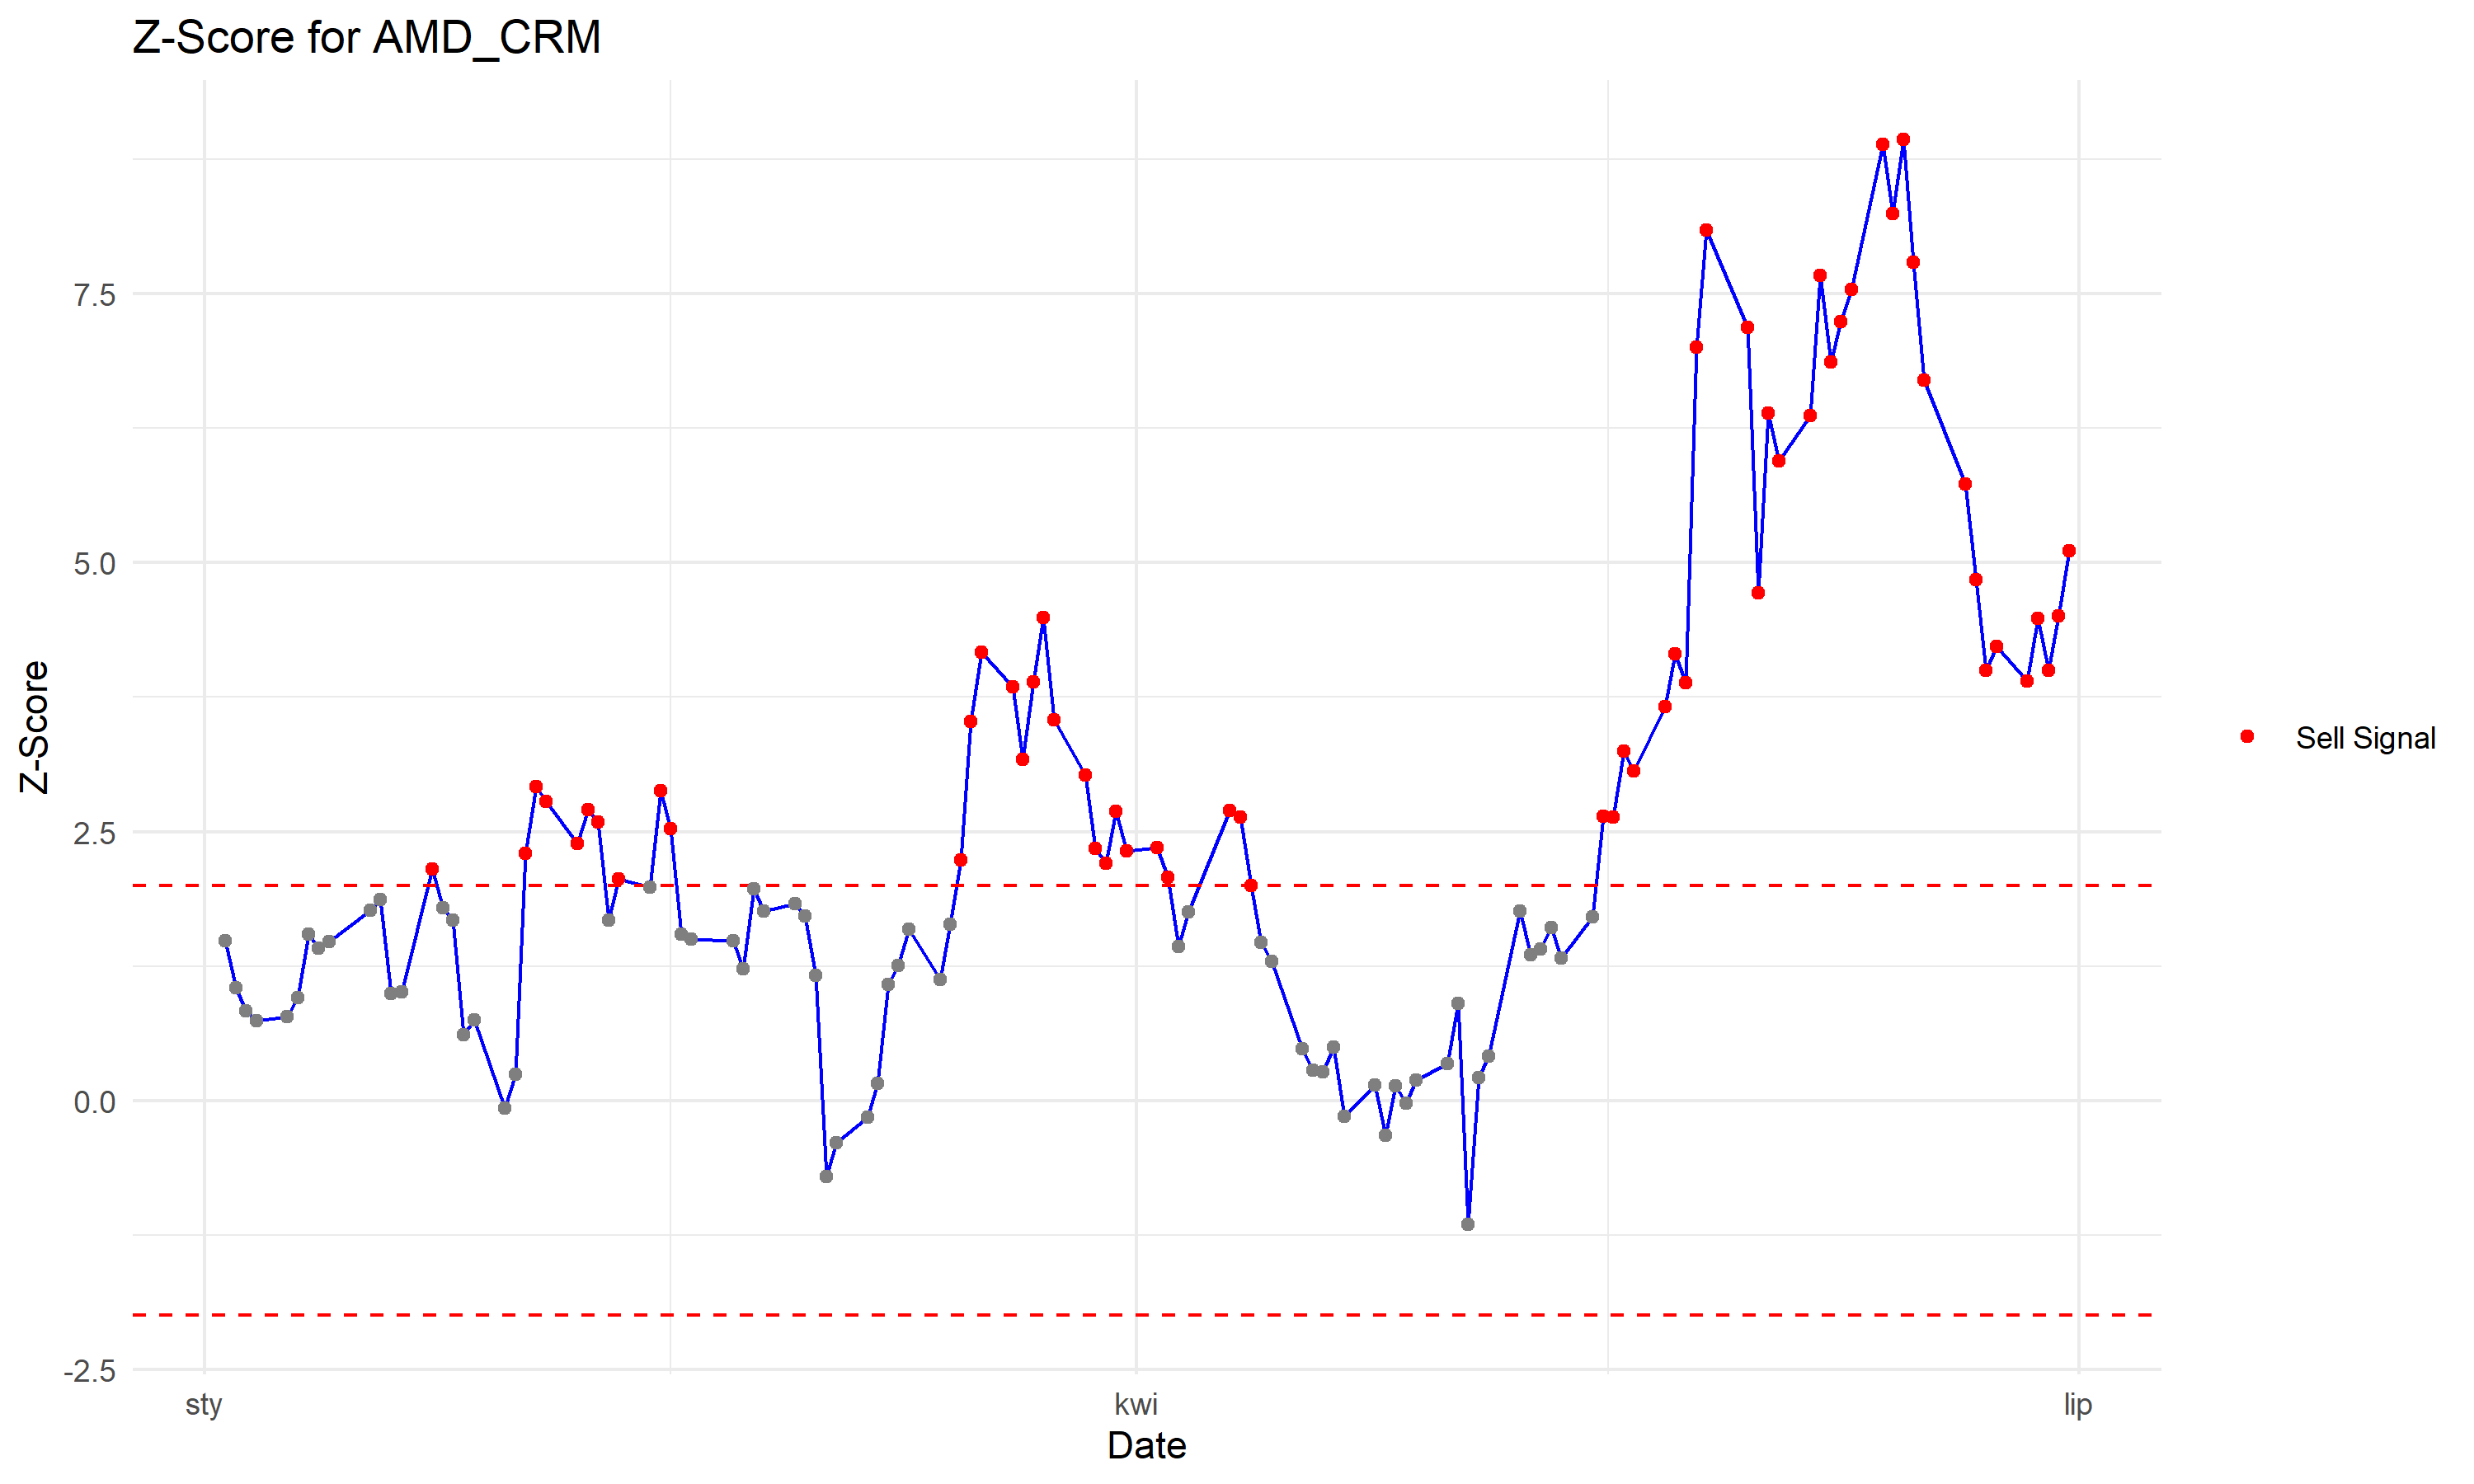 Z-Score for AMD_CRM
Z-Score
7.5
5.0
2.5
0.0
-2.5
sty
kwi
lip
Date
Sell Signal